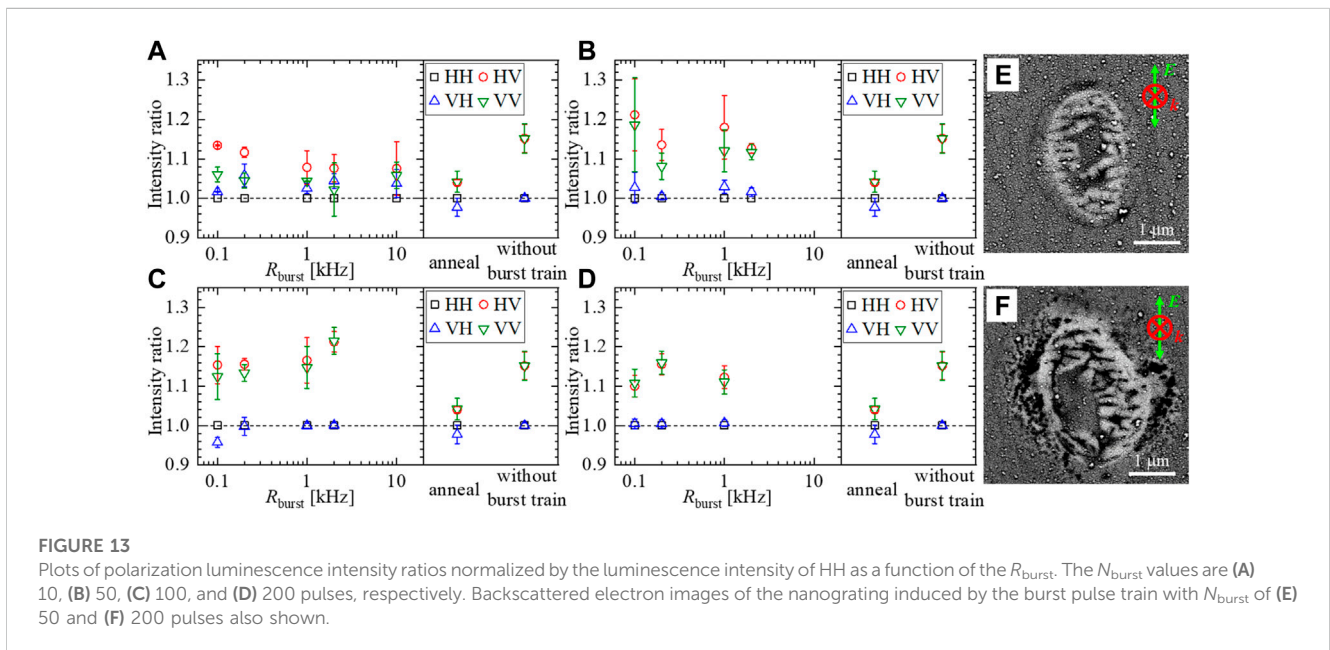 A
B
HH HV
VH VV
HH HV
VH VV
E
E
k
Intensity ratio
1.3
1.2
1.1
1.0
0.9
Intensity ratio
1.3
1.2
1.1
1.0
0.9
1 μm
0.1 1 10
R_burst [kHz]
anneal
without
burst train
0.1 1 10
R_burst [kHz]
anneal
without
burst train
C
D
HH HV
VH VV
HH HV
VH VV
F
E
k
Intensity ratio
1.3
1.2
1.1
1.0
0.9
Intensity ratio
1.3
1.2
1.1
1.0
0.9
1 μm
0.1 1 10
R_burst [kHz]
anneal
without
burst train
0.1 1 10
R_burst [kHz]
anneal
without
burst train
FIGURE 13
Plots of polarization luminescence intensity ratios normalized by the luminescence intensity of HH as a function of the R_burst. The N_burst values are (A)
10, (B) 50, (C) 100, and (D) 200 pulses, respectively. Backscattered electron images of the nanograting induced by the burst pulse train with N_burst of (E)
50 and (F) 200 pulses also shown.